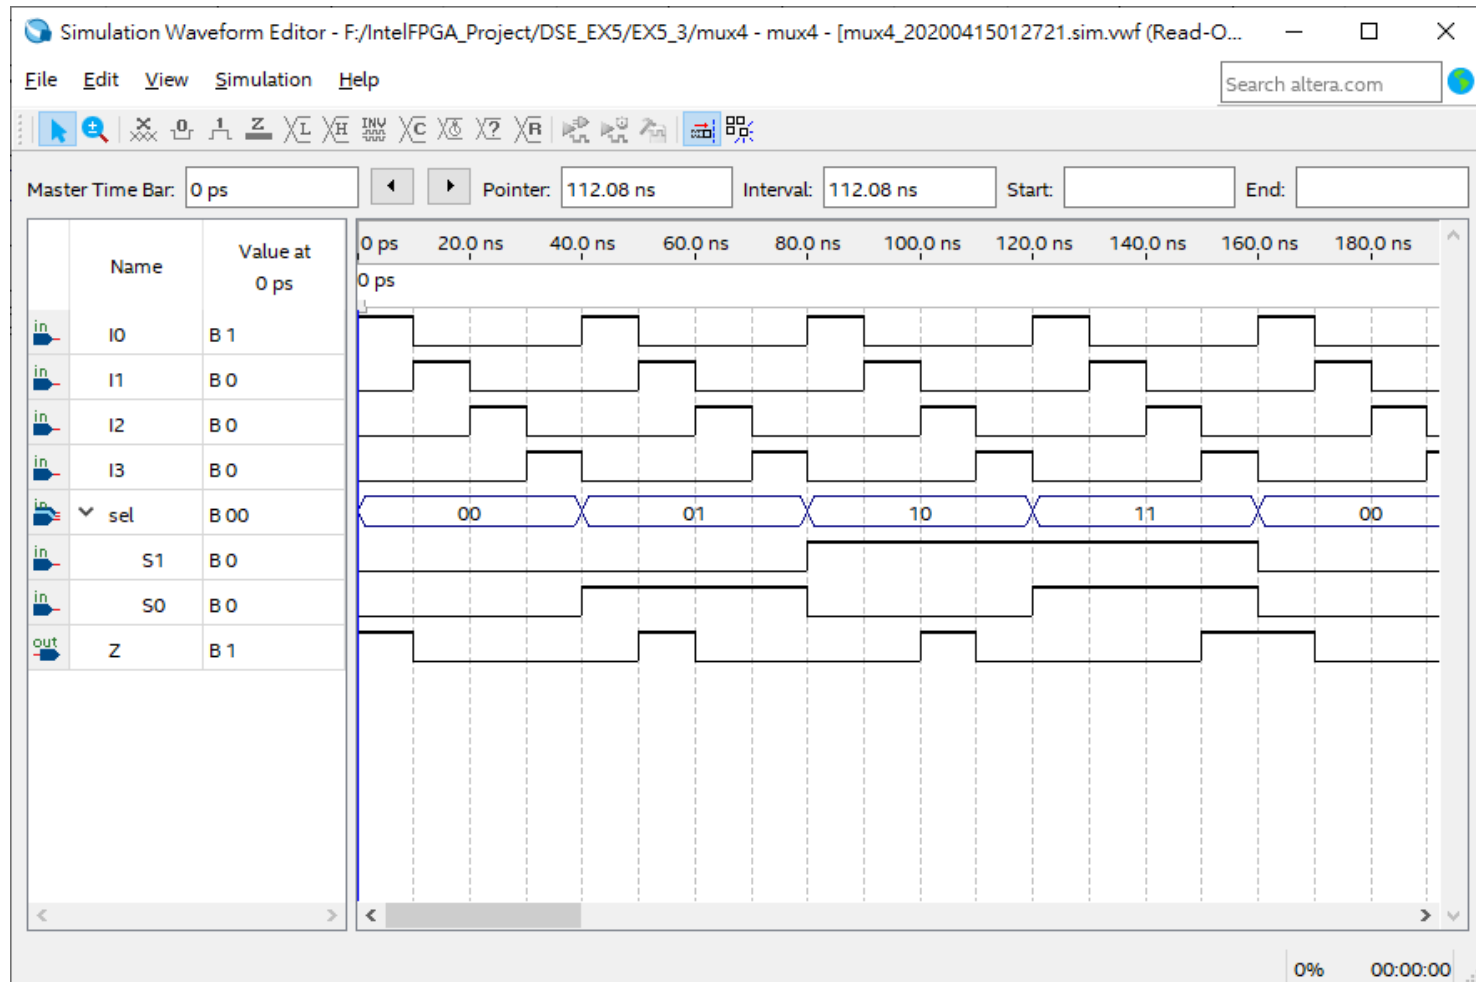 Simulation Waveform Editor - F:/IntelFPGA_Project/DSE_EX5/EX5_3/mux4 - mux4 - [mux4_20200415012721.sim.vwf (Read-O...
File Edit View Simulation Help
Search altera.com
Master Time Bar: 0 ps Pointer: 112.08 ns Interval: 112.08 ns Start: End:
Name Value at 0 ps
0 ps 20.0 ns 40.0 ns 60.0 ns 80.0 ns 100.0 ns 120.0 ns 140.0 ns 160.0 ns 180.0 ns
0 ps
in I0 B 1
in I1 B 0
in I2 B 0
in I3 B 0
in sel B 00 00 01 10 11 00
in S1 B 0
in S0 B 0
out Z B 1
0% 00:00:00